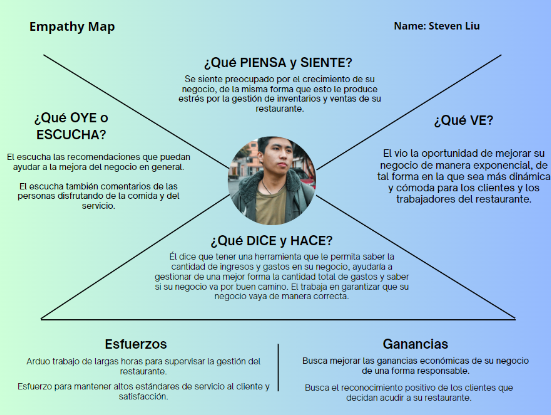 Empathy Map
Name: Steven Liu
¿Qué PIENSA y SIENTE?
Se siente preocupado por el crecimiento de su
negocio, de la misma forma que esto le produce
estrés por la gestión de inventarios y ventas de su
restaurante.
¿Qué OYE o
ESCUCHA?
El escucha las recomendaciones que puedan
ayudar a la mejora del negocio en general.
El escucha también comentarios de las
personas disfrutando de la comida y del
servicio.
¿Qué VE?
El vio la oportunidad de mejorar su
negocio de manera exponencial, de
tal forma en la que sea más dinámica
y cómoda para los clientes y los
trabajadores del restaurante.
¿Qué DICE y HACE?
Él dice que tener una herramienta que le permita saber la
cantidad de ingresos y gastos en su negocio, ayudaría a
gestionar de una mejor forma la cantidad total de gastos y saber
si su negocio va por buen camino. El trabaja en garantizar que su
negocio vaya de manera correcta.
Esfuerzos
Arduo trabajo de largas horas para supervisar la gestión del
restaurante.
Esfuerzo para mantener altos estándares de servicio al cliente y
satisfacción.
Ganancias
Busca mejorar las ganancias económicas de su negocio
de una forma responsable.
Busca el reconocimiento positivo de los clientes que
decidan acudir a su restaurante.